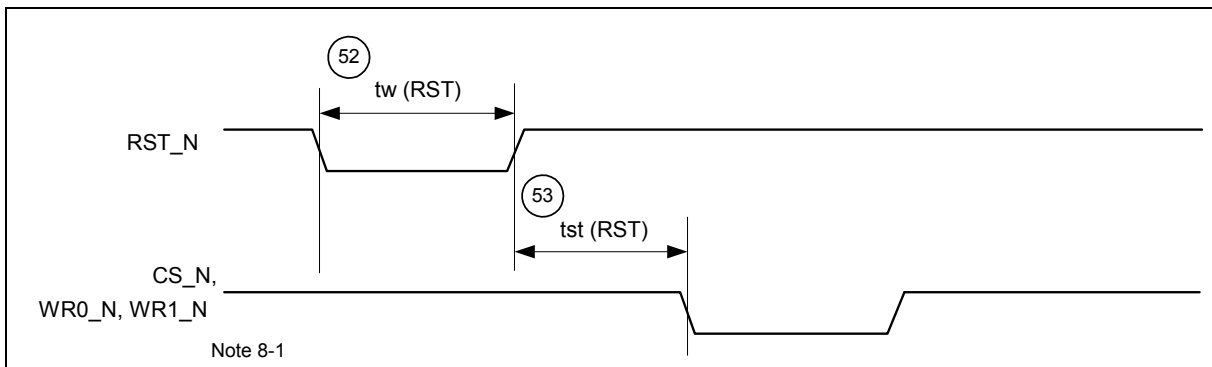 52
tw (RST)
RST_N
53
tst (RST)
CS_N,
WR0_N, WR1_N
Note 8-1